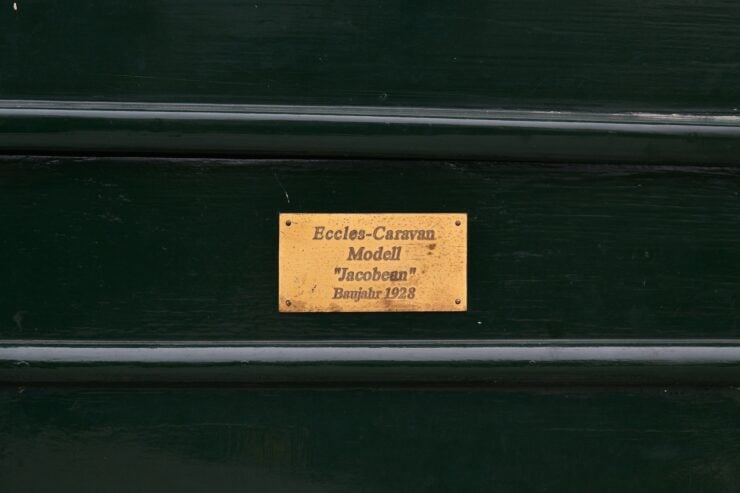 Eccles-Caravan
Modell
"Jacobean"
Baujahr 1928